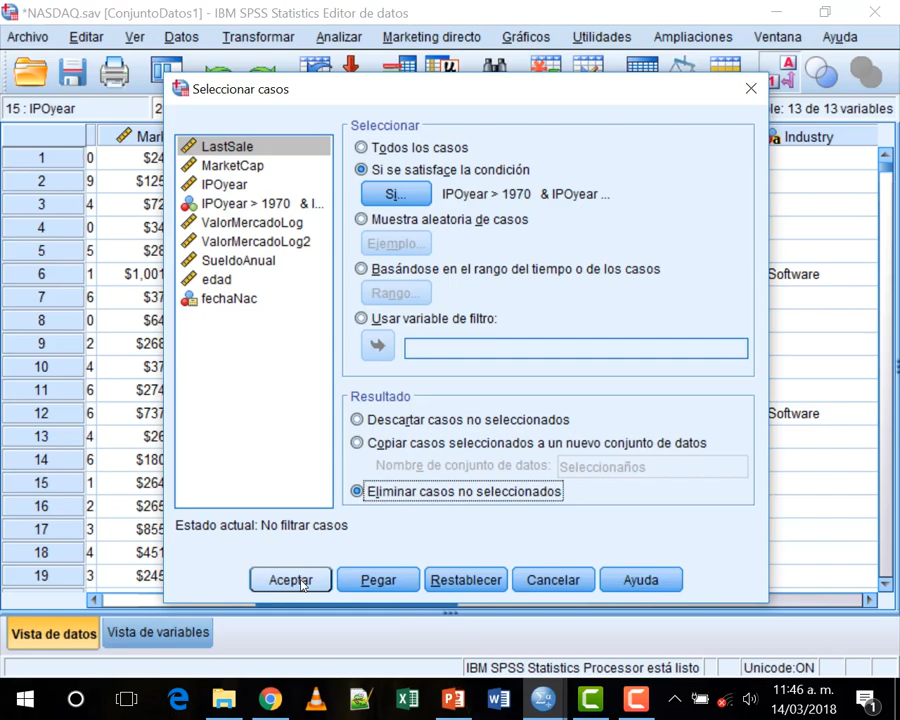 *NASDAQ.sav [ConjuntoDatos1] - IBM SPSS Statistics Editor de datos
Archivo Editar Ver Datos Transformar Analizar Marketing directo Gráficos Utilidades Ampliaciones Ventana Ayuda
Seleccionar casos
15 : IPOyear
le: 13 de 13 variables
Industry
LastSale
MarketCap
IPOyear
IPOyear > 1970 & I...
ValorMercadoLog
ValorMercadoLog2
SueldoAnual
edad
fechaNac
Estado actual: No filtrar casos
Seleccionar
Todos los casos
Si se satisface la condición
Si... IPOyear > 1970 & IPOyear ...
Muestra aleatoria de casos
Ejemplo...
Basándose en el rango del tiempo o de los casos
Rango...
Usar variable de filtro:
Resultado
Descartar casos no seleccionados
Copiar casos seleccionados a un nuevo conjunto de datos
Nombre de conjunto de datos: Seleccionaños
Eliminar casos no seleccionados
Aceptar Pegar Restablecer Cancelar Ayuda
1 0 $24
2 9 $125
3 4 $72
4 0 $34
5 5 $28
6 1 $1,001 Software
7 6 $37
8 0 $64
9 2 $268
10 4 $37
11 6 $274
12 6 $737 Software
13 4 $26
14 6 $180
15 1 $264
16 2 $265
17 3 $855
18 4 $451
19 3 $245
Vista de datos Vista de variables
IBM SPSS Statistics Processor está listo Unicode:ON
11:46 a. m.
14/03/2018
1